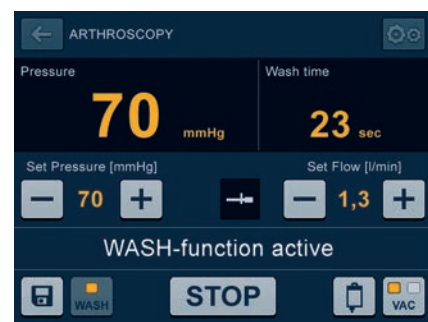 ARTHROSCOPY
Pressure
Wash time
70 mmHg
23 sec
Set Pressure [mmHg]
Set Flow [l/min]
70
1,3
WASH-function active
WASH
STOP
VAC